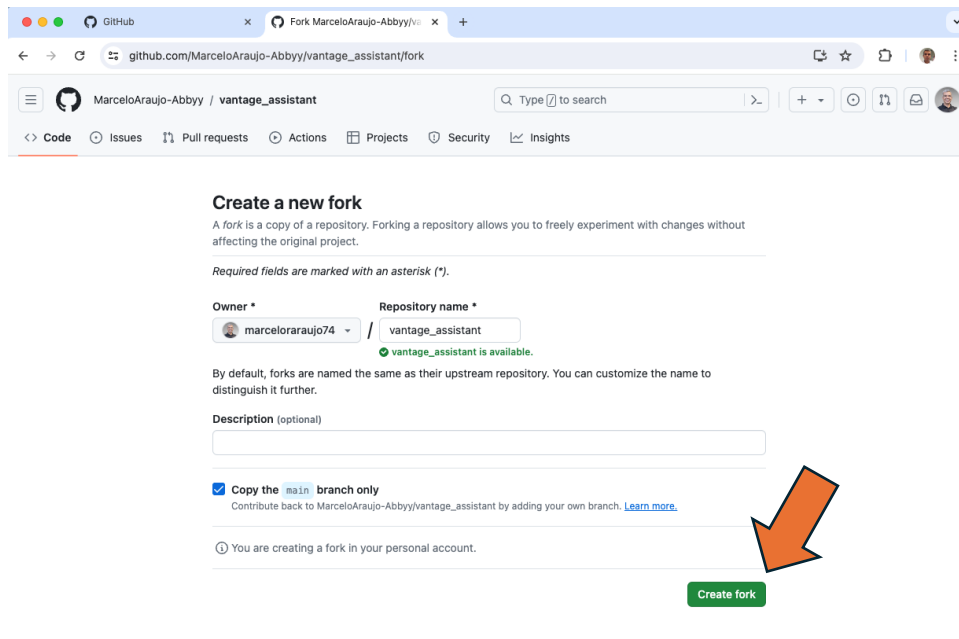 GitHub
Fork MarceloAraujo-Abbyy/va
github.com/MarceloAraujo-Abbyy/vantage_assistant/fork
MarceloAraujo-Abbyy / vantage_assistant
Type / to search
Code Issues Pull requests Actions Projects Security Insights
Create a new fork
A fork is a copy of a repository. Forking a repository allows you to freely experiment with changes without
affecting the original project.
Required fields are marked with an asterisk (*).
Owner * Repository name *
marceloraraujo74 / vantage_assistant
vantage_assistant is available.
By default, forks are named the same as their upstream repository. You can customize the name to
distinguish it further.
Description (optional)
Copy the main branch only
Contribute back to MarceloAraujo-Abbyy/vantage_assistant by adding your own branch. Learn more.
You are creating a fork in your personal account.
Create fork